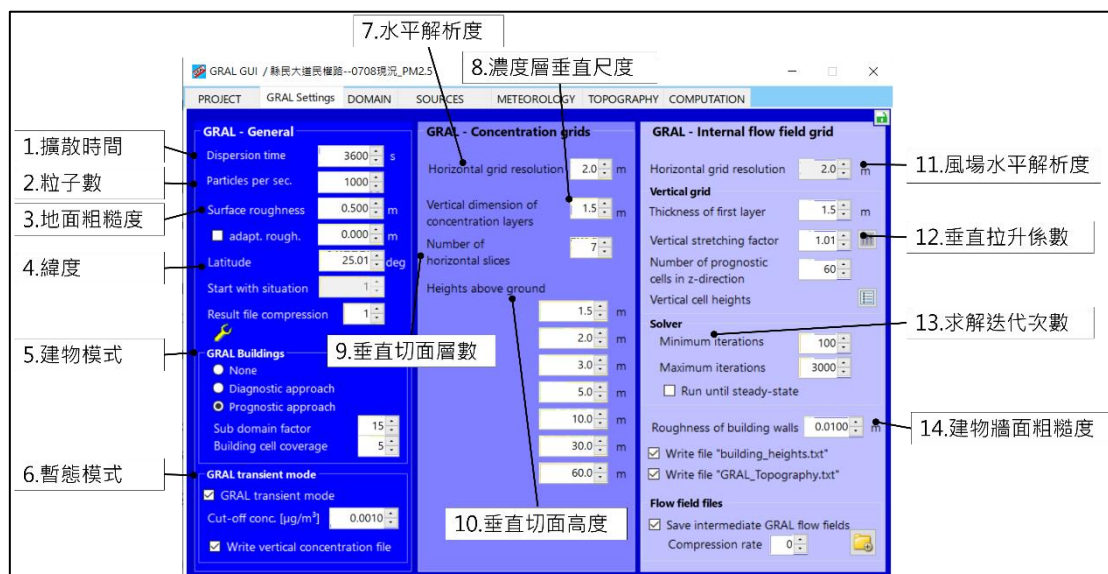 7.水平解析度
8.濃度層垂直尺度
GRAL GUI / 縣民大道民權路--0708現況_PM2.5
PROJECT GRAL Settings DOMAIN SOURCES METEOROLOGY TOPOGRAPHY COMPUTATION
1.擴散時間
2.粒子數
3.地面粗糙度
4.緯度
5.建物模式
6.暫態模式
GRAL - General
Dispersion time 3600 s
Particles per sec. 1000
Surface roughness 0.500 m
adapt. rough. 0.000 m
Latitude 25.01 deg
Start with situation 1
Result file compression 1
GRAL Buildings
None
Diagnostic approach
Prognostic approach
Sub domain factor 15
Building cell coverage 5
GRAL transient mode
GRAL transient mode
Cut-off conc. [µg/m³] 0.0010
Write vertical concentration file
GRAL - Concentration grids
Horizontal grid resolution 2.0 m
Vertical dimension of
concentration layers 1.5 m
Number of
horizontal slices 7
Heights above ground
1.5 m
2.0 m
3.0 m
5.0 m
10.0 m
30.0 m
60.0 m
9.垂直切面層數
10.垂直切面高度
GRAL - Internal flow field grid
Horizontal grid resolution 2.0 m
Vertical grid
Thickness of first layer 1.5 m
Vertical stretching factor 1.01
Number of prognostic
cells in z-direction 60
Vertical cell heights
Solver
Minimum iterations 100
Maximum iterations 3000
Run until steady-state
Roughness of building walls 0.0100 m
Write file "building_heights.txt"
Write file "GRAL_Topography.txt"
Flow field files
Save intermediate GRAL flow fields
Compression rate 0
11.風場水平解析度
12.垂直拉升係數
13.求解迭代次數
14.建物牆面粗糙度